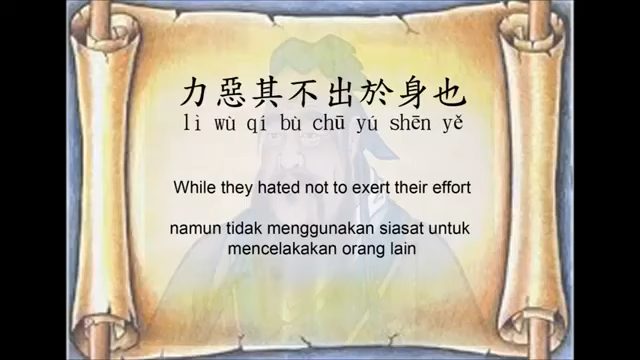 力惡其不出於身也
lì wù qí bù chū yú shēn yě
While they hated not to exert their effort
namun tidak menggunakan siasat untuk
mencelakakan orang lain